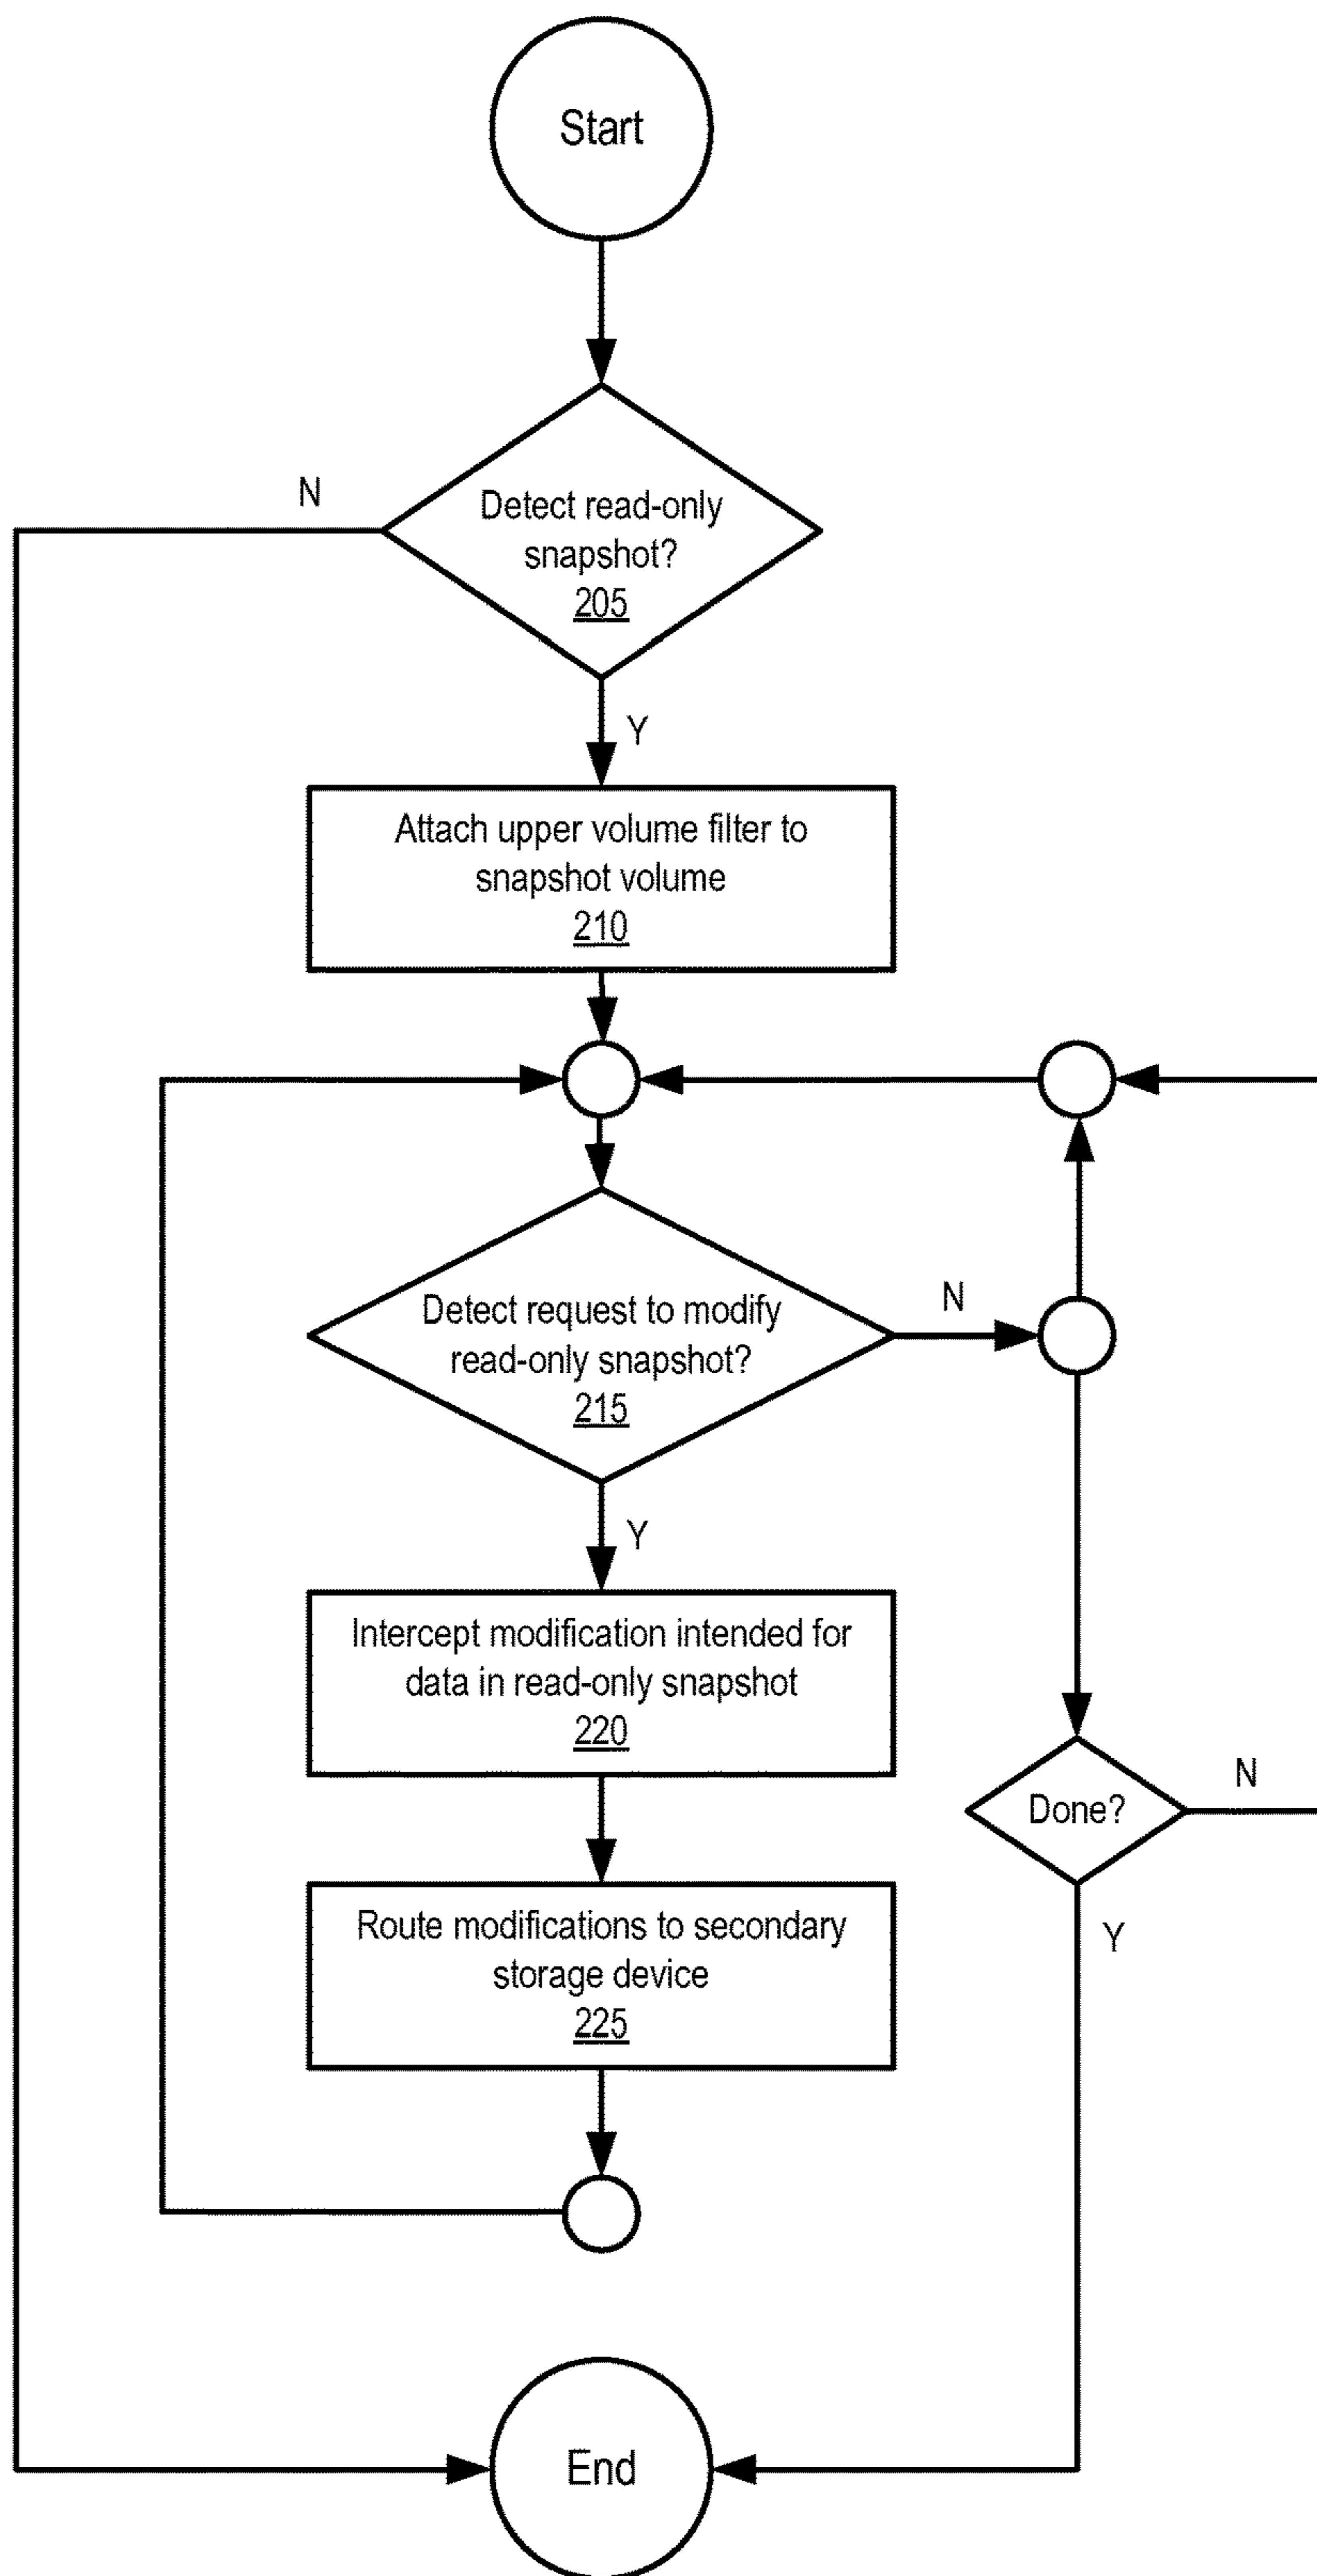 Start
N
Detect read-only
snapshot?
205
Y
Attach upper volume filter to
snapshot volume
210
Detect request to modify
read-only snapshot?
215
N
Y
Intercept modification intended for
data in read-only snapshot
220
Done?
N
Route modifications to secondary
storage device
225
Y
End